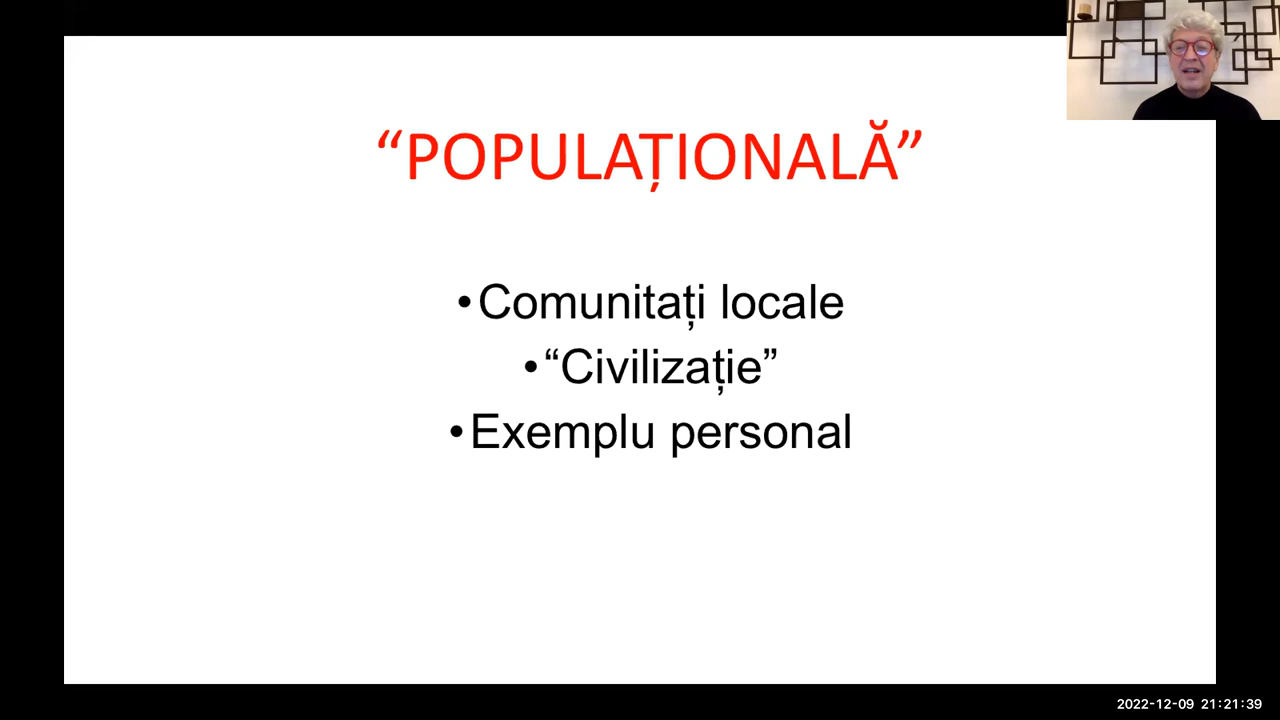 “POPULAȚIONALĂ”
•Comunitați locale
•“Civilizație”
•Exemplu personal
2022-12-09 21:21:39